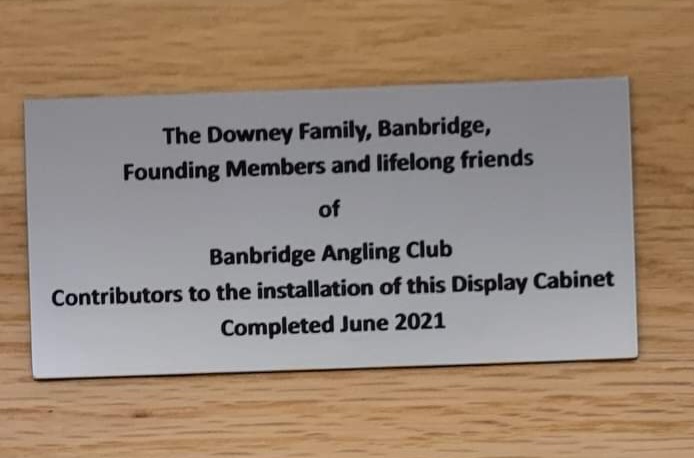 The Downey Family, Banbridge,
Founding Members and lifelong friends
of
Banbridge Angling Club
Contributors to the installation of this Display Cabinet
Completed June 2021